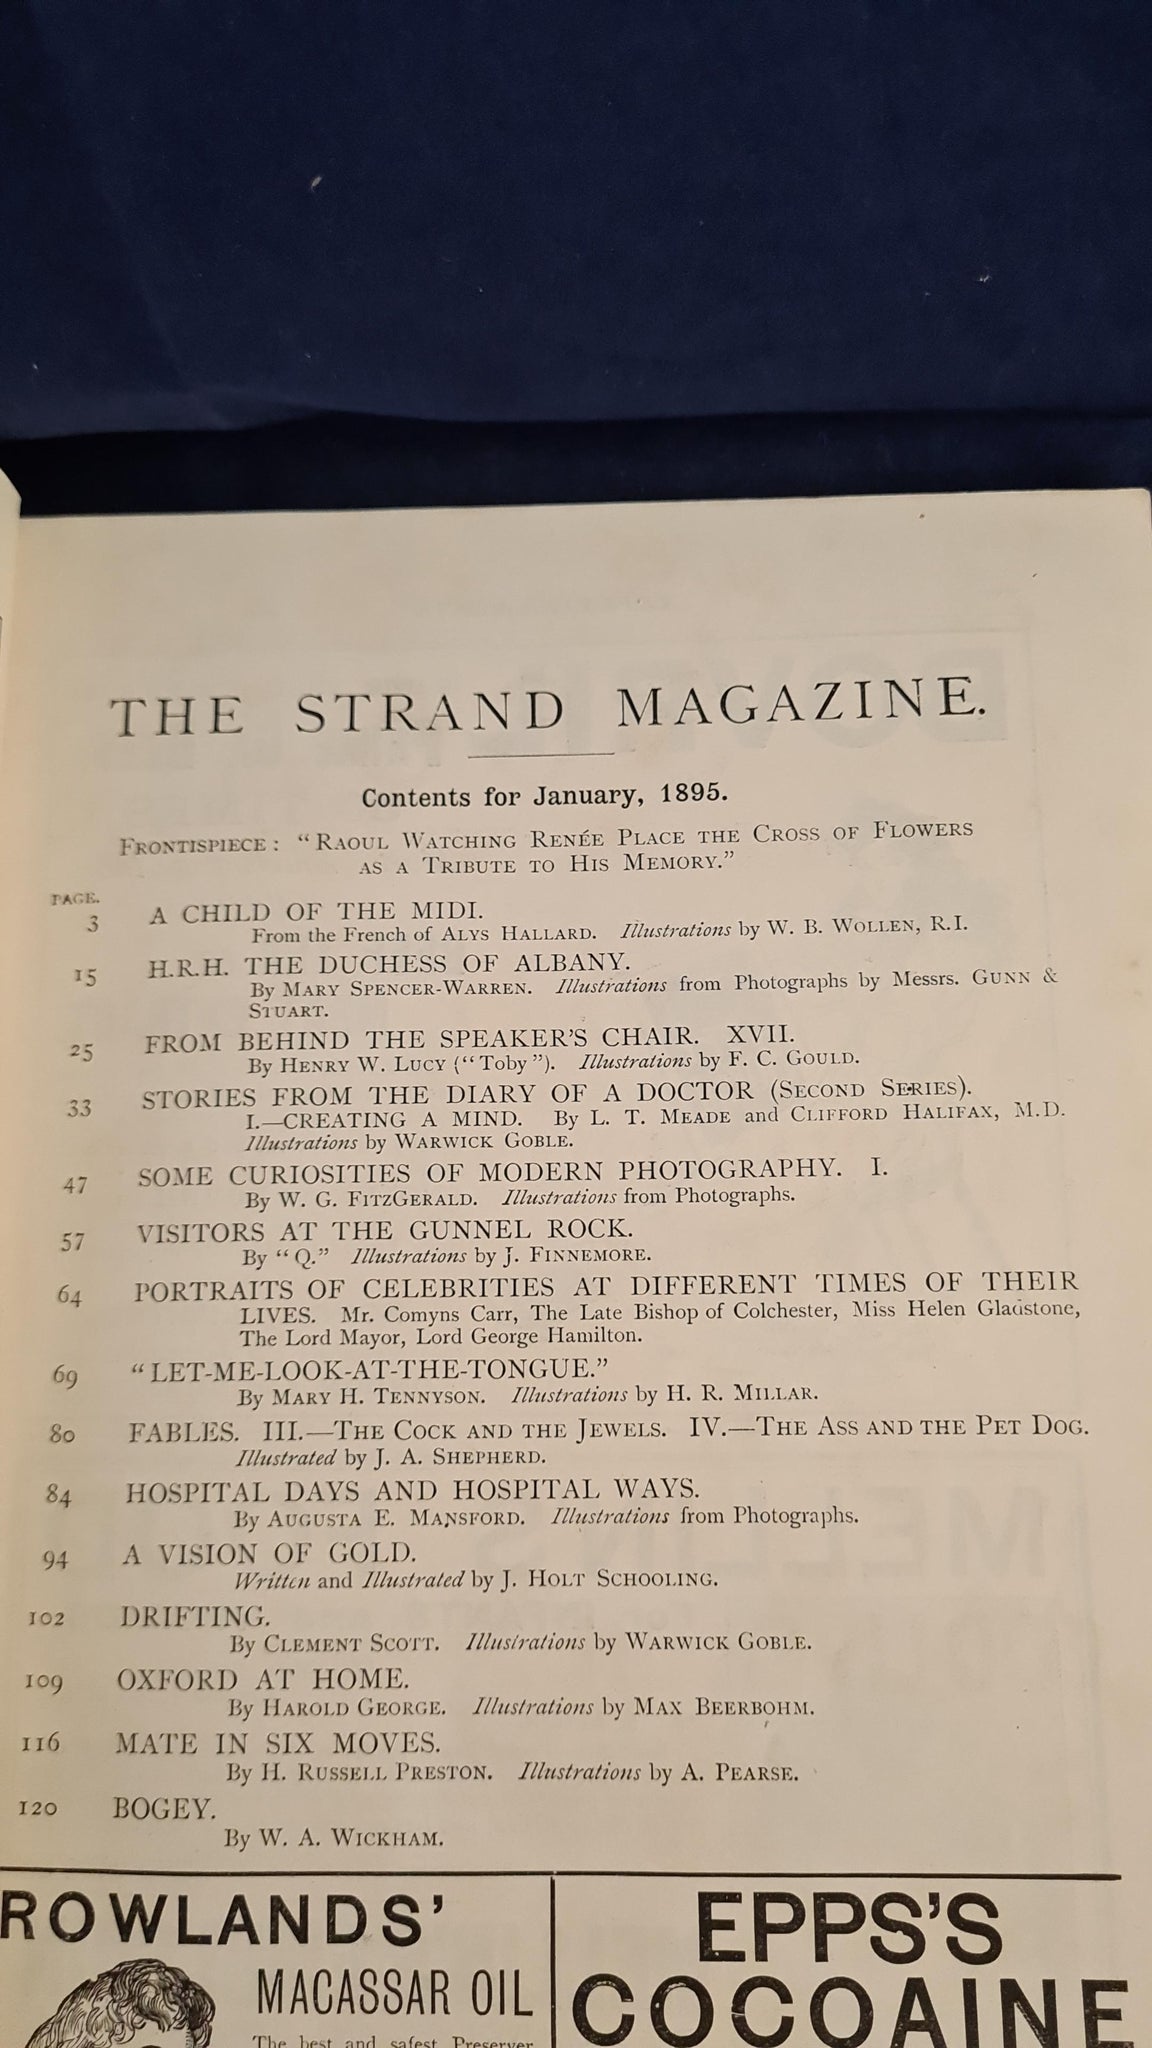 THE STRAND MAGAZINE.
Contents for January, 1895.
FRONTISPIECE: "RAOUL WATCHING RENÉE PLACE THE CROSS OF FLOWERS
AS A TRIBUTE TO HIS MEMORY."
PAGE.
3 A CHILD OF THE MIDI.
From the French of ALYS HALLARD. Illustrations by W. B. WOLLEN, R.I.
15 H.R.H. THE DUCHESS OF ALBANY.
By MARY SPENCER-WARREN. Illustrations from Photographs by Messrs. GUNN &
STUART.
25 FROM BEHIND THE SPEAKER'S CHAIR. XVII.
By HENRY W. LUCY ("Toby"). Illustrations by F. C. GOULD.
33 STORIES FROM THE DIARY OF A DOCTOR (SECOND SERIES).
I.—CREATING A MIND. By L. T. MEADE and CLIFFORD HALIFAX, M.D.
Illustrations by WARWICK GOBLE.
47 SOME CURIOSITIES OF MODERN PHOTOGRAPHY. I.
By W. G. FITZGERALD. Illustrations from Photographs.
57 VISITORS AT THE GUNNEL ROCK.
By "Q." Illustrations by J. FINNEMORE.
64 PORTRAITS OF CELEBRITIES AT DIFFERENT TIMES OF THEIR
LIVES. Mr. Comyns Carr, The Late Bishop of Colchester, Miss Helen Gladstone,
The Lord Mayor, Lord George Hamilton.
69 "LET-ME-LOOK-AT-THE-TONGUE."
By MARY H. TENNYSON. Illustrations by H. R. MILLAR.
80 FABLES. III.—THE COCK AND THE JEWELS. IV.—THE ASS AND THE PET DOG.
Illustrated by J. A. SHEPHERD.
84 HOSPITAL DAYS AND HOSPITAL WAYS.
By AUGUSTA E. MANSFORD. Illustrations from Photographs.
94 A VISION OF GOLD.
Written and Illustrated by J. HOLT SCHOOLING.
102 DRIFTING.
By CLEMENT SCOTT. Illustrations by WARWICK GOBLE.
109 OXFORD AT HOME.
By HAROLD GEORGE. Illustrations by MAX BEERBOHM.
116 MATE IN SIX MOVES.
By H. RUSSELL PRESTON. Illustrations by A. PEARSE.
120 BOGEY.
By W. A. WICKHAM.
ROWLANDS'
MACASSAR OIL
The best and safest Preserver
EPPS'S
COCOAINE